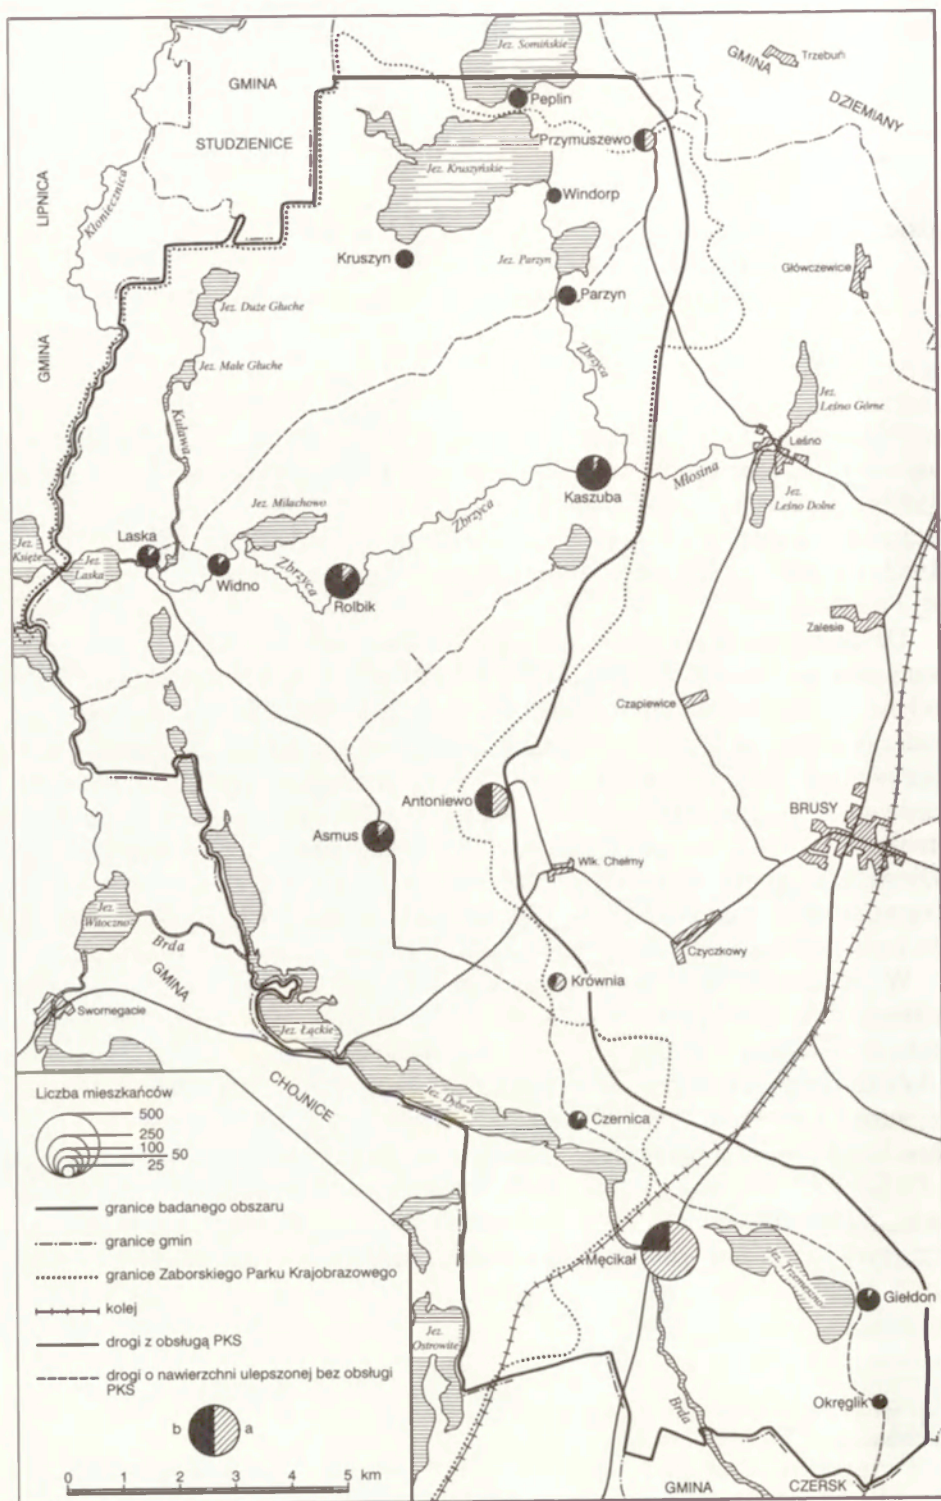 Jez. Somińskie
GMINA
Trzebuń
GMINA
Peplin
DZIEMIANY
STUDZIENICE
Przymuszewo
Jez. Kruszyńskie
LIPNICA
Kłoniecznica
Windorp
Kruszyn
Jez. Parzyn
Główczewice
Parzyn
Jez. Duże Głuche
GMINA
Zbrzyca
Jez. Małe Głuche
Jez.
Leśno Górne
Kulawa
Leśno
Młosina
Kaszuba
Jez.
Leśno Dolne
Jez. Milachowo
Zbrzyca
Laska
Jez.
Księże
Jez.
Laska
Widno
Zbrzyca
Rolbik
Zalesie
Czapiewice
Antoniewo
BRUSY
Asmus
Wlk. Chełmy
Jez.
Witoczno
Brda
Czyczkowy
GMINA
Krównia
Swornegacie
Jez. Łąckie
CHOJNICE
Jez. Dybrzk
Czernica
Liczba mieszkańców
500
250
100
50
25
granice badanego obszaru
granice gmin
granice Zaborskiego Parku Krajobrazowego
kolej
drogi z obsługą PKS
drogi o nawierzchni ulepszonej bez obsługi
PKS
b
a
0 1 2 3 4 5 km
Męcikał
Giełdon
Jez.
Ostrowite
Okręglik
Brda
GMINA
CZERSK